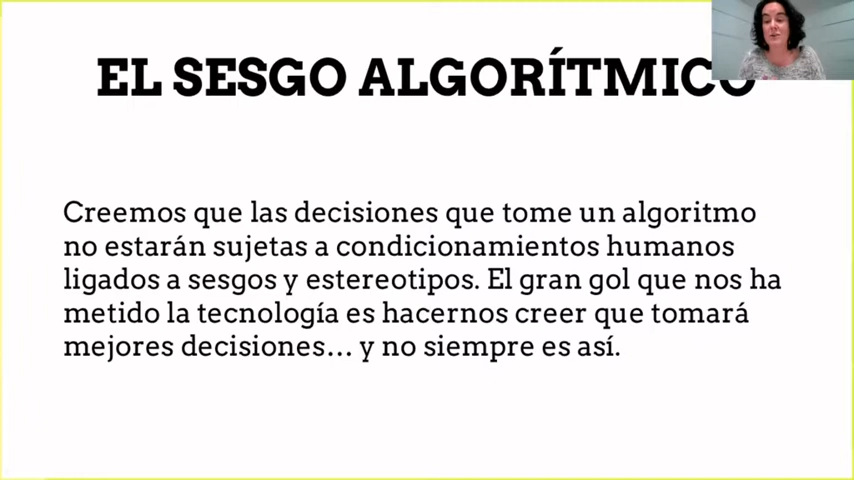 EL SESGO ALGORÍTMICO
Creemos que las decisiones que tome un algoritmo
no estarán sujetas a condicionamientos humanos
ligados a sesgos y estereotipos. El gran gol que nos ha
metido la tecnología es hacernos creer que tomará
mejores decisiones... y no siempre es así.